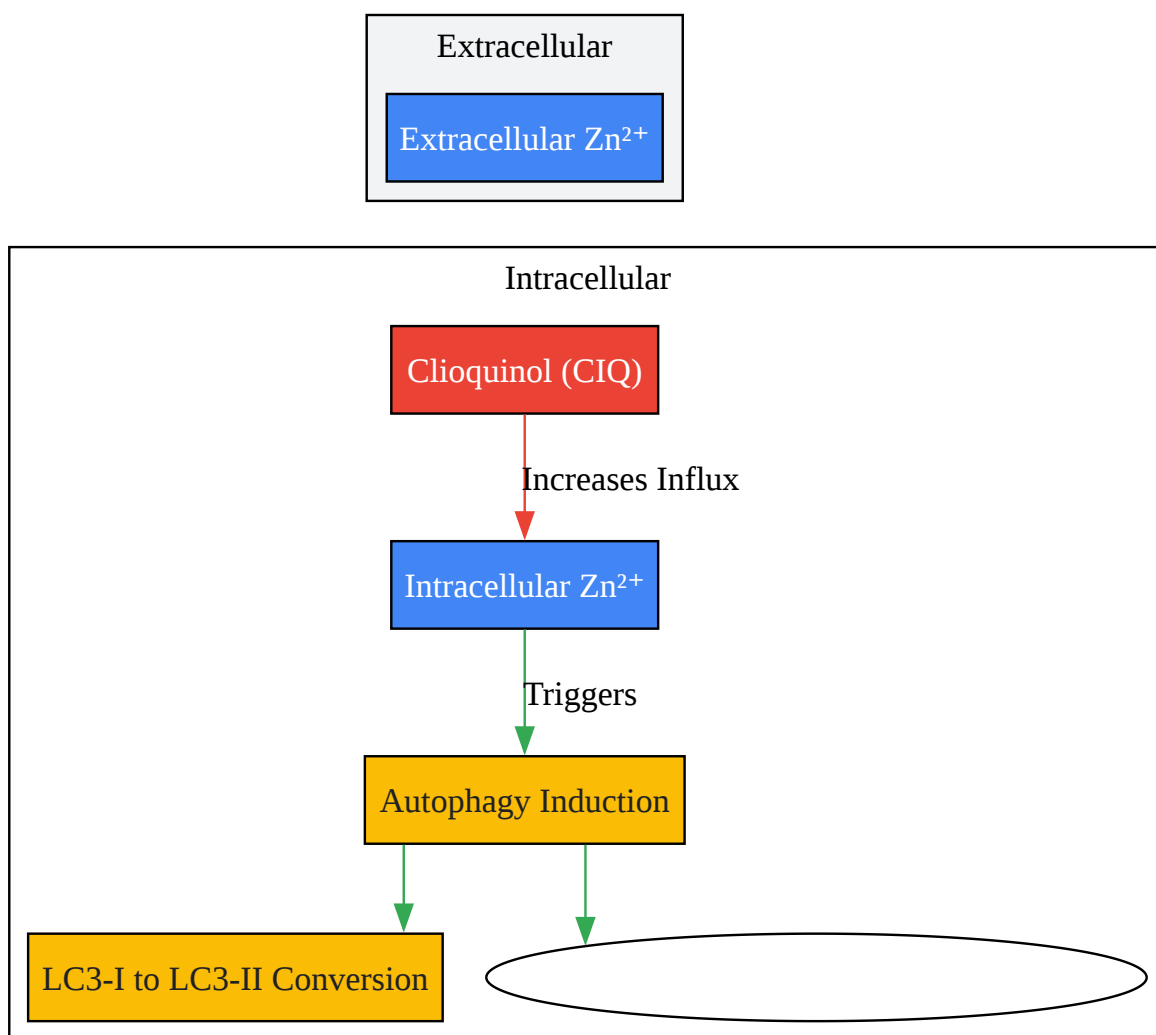 Extracellular
Extracellular Zn²⁺
Intracellular
Clioquinol (CIQ)
Increases Influx
Intracellular Zn²⁺
Triggers
Autophagy Induction
LC3-I to LC3-II Conversion